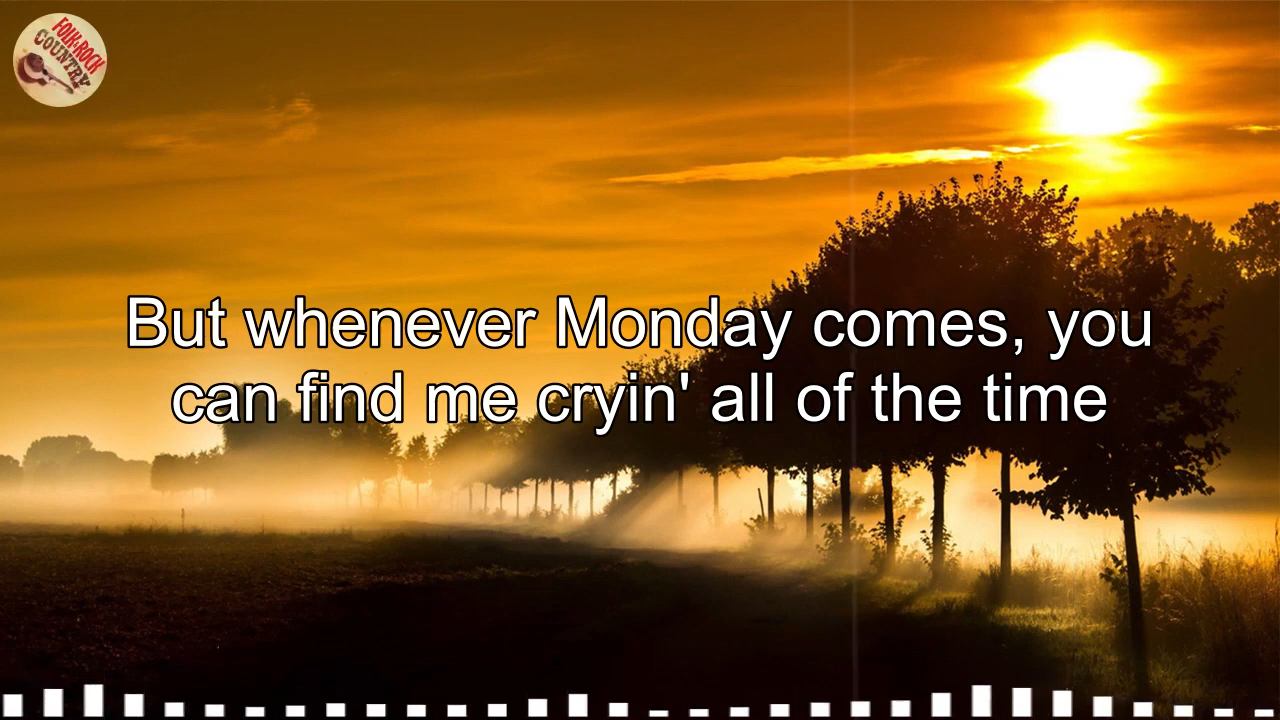 FOLK-ROCK
COUNTRY
But whenever Monday comes, you
can find me cryin' all of the time